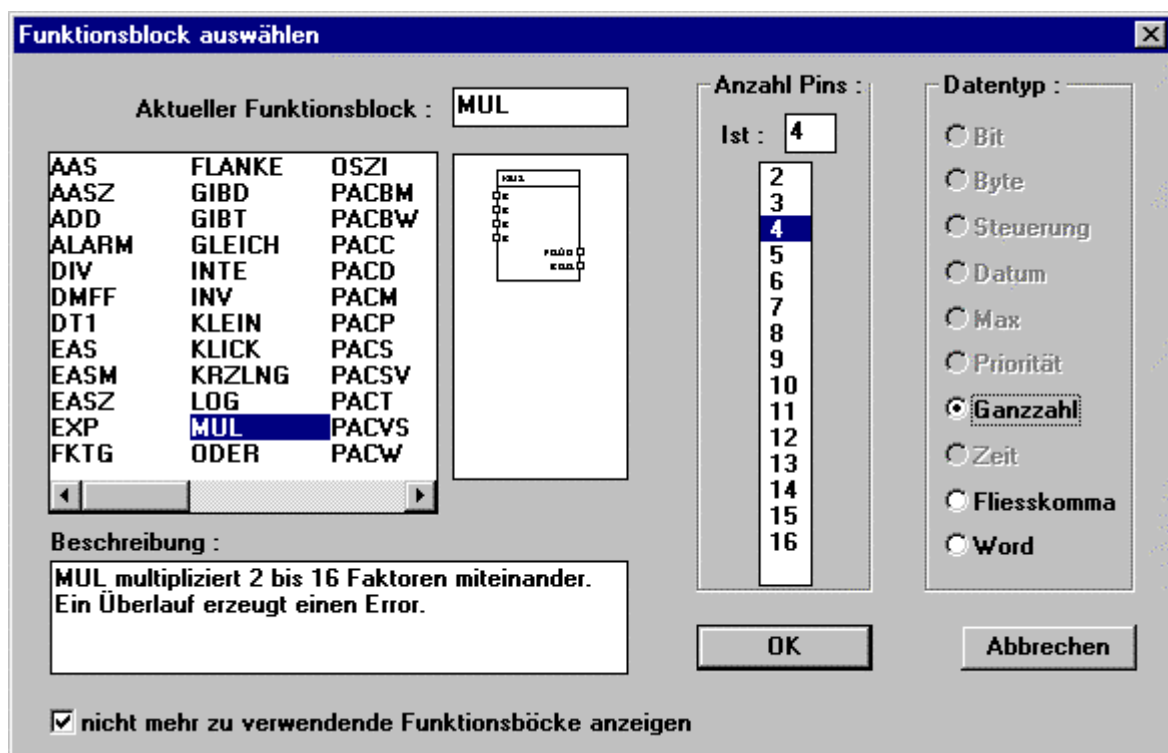 Funktionsblock auswählen
Aktueller Funktionsblock : MUL
AAS FLANKE OSZI
AASZ GIBD PACBM
ADD GIBT PACBW
ALARM GLEICH PACC
DIV INTE PACD
DMFF INV PACM
DT1 KLEIN PACP
EAS KLICK PACS
EASM KRZLNG PACSV
EASZ LOG PACT
EXP MUL PACVS
FKTG ODER PACW
MUL
Beschreibung :
MUL multipliziert 2 bis 16 Faktoren miteinander.
Ein Überlauf erzeugt einen Error.
nicht mehr zu verwendende Funktionsböcke anzeigen
Anzahl Pins :
Ist : 4
2
3
4
5
6
7
8
9
10
11
12
13
14
15
16
OK
Datentyp :
Bit
Byte
Steuerung
Datum
Max
Priorität
Ganzzahl
Zeit
Fliesskomma
Word
Abbrechen